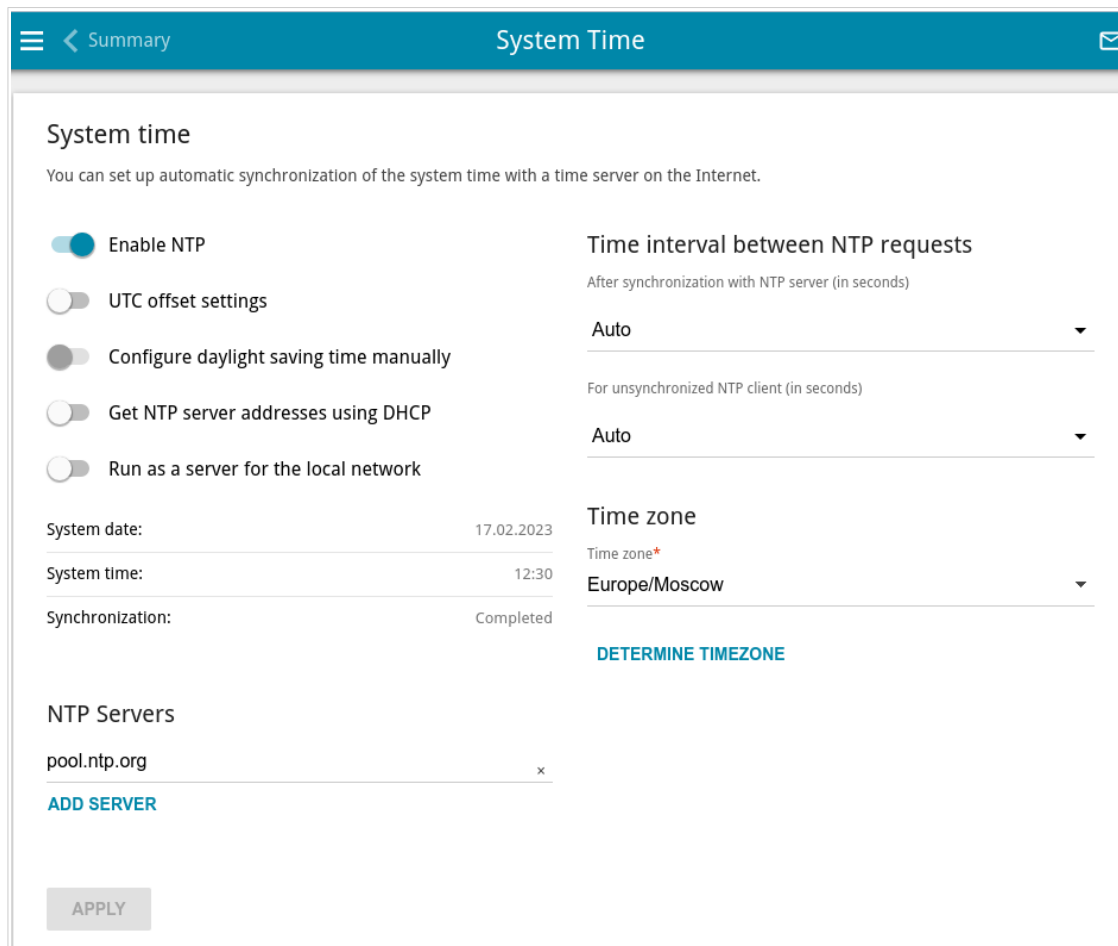 Summary
System Time
System time
You can set up automatic synchronization of the system time with a time server on the Internet.
Enable NTP
UTC offset settings
Configure daylight saving time manually
Get NTP server addresses using DHCP
Run as a server for the local network
System date: 17.02.2023
System time: 12:30
Synchronization: Completed
NTP Servers
pool.ntp.org ×
ADD SERVER
APPLY
Time interval between NTP requests
After synchronization with NTP server (in seconds)
Auto
For unsynchronized NTP client (in seconds)
Auto
Time zone
Time zone*
Europe/Moscow
DETERMINE TIMEZONE